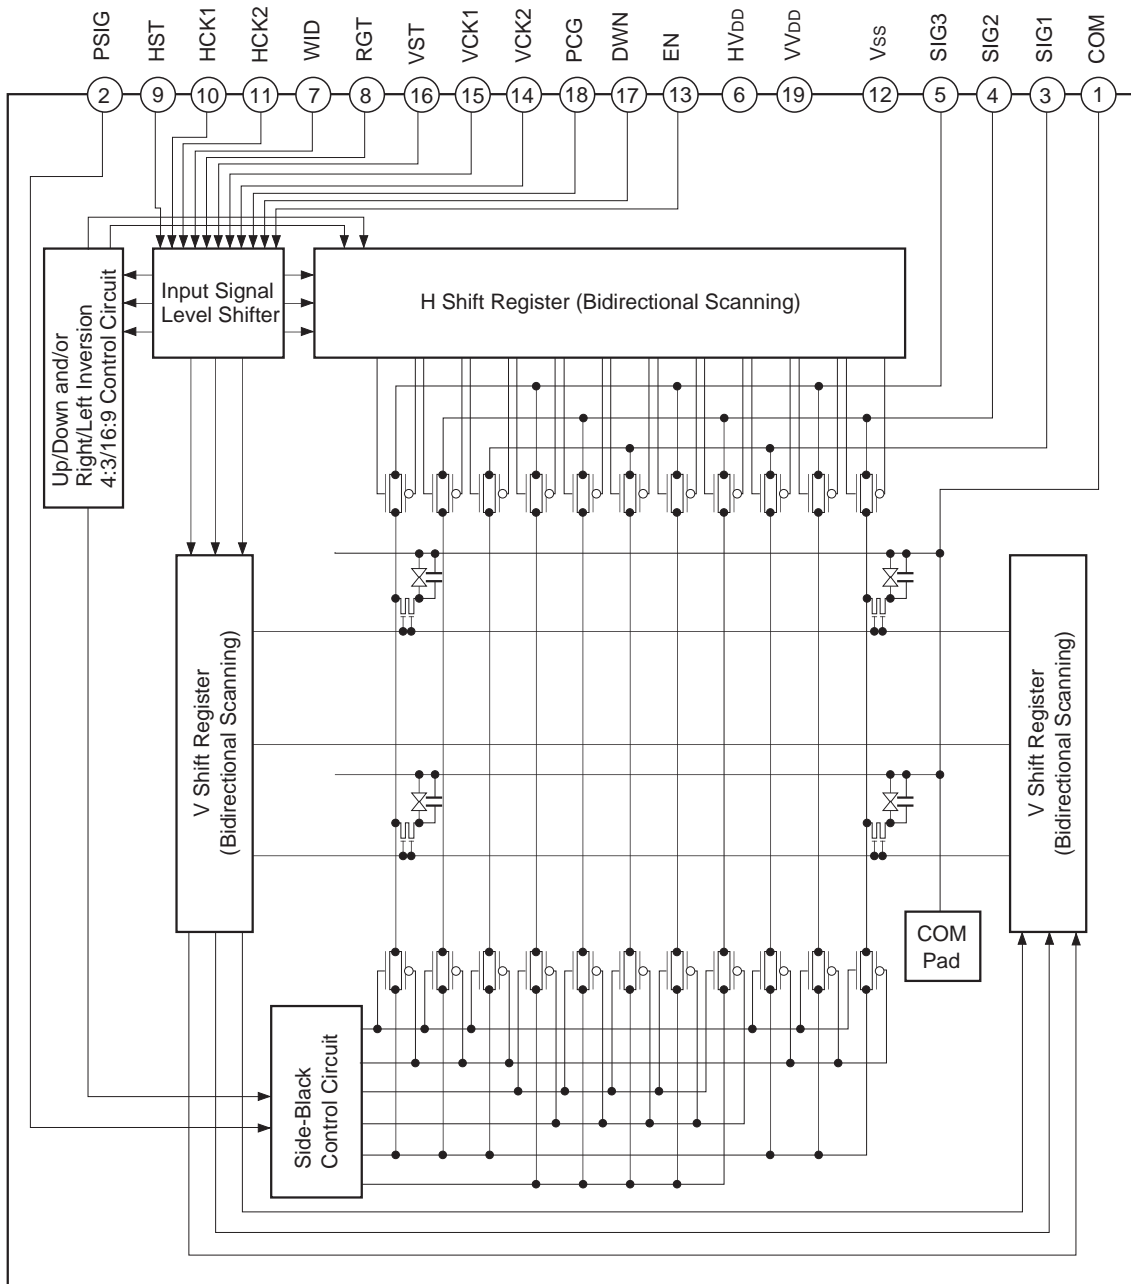 PSIG
HST
HCK1
HCK2
WID
RGT
VST
VCK1
VCK2
PCG
DWN
EN
HVDD
VVDD
VSS
SIG3
SIG2
SIG1
COM
2
9
10
11
7
8
16
15
14
18
17
13
6
19
12
5
4
3
1
Up/Down and/or
Right/Left Inversion
4:3/16:9 Control Circuit
Input Signal
Level Shifter
H Shift Register (Bidirectional Scanning)
V Shift Register
(Bidirectional Scanning)
V Shift Register
(Bidirectional Scanning)
COM
Pad
Side-Black
Control Circuit